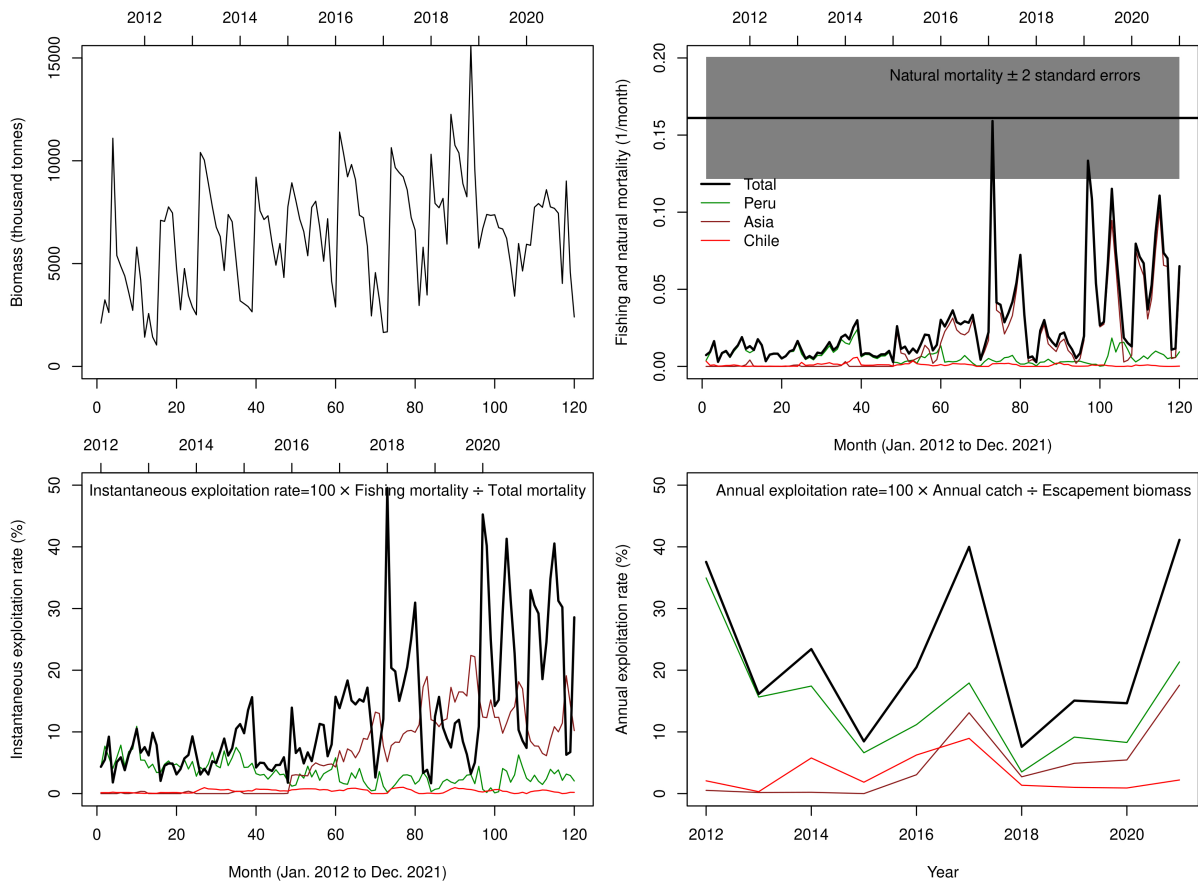 2012 2014 2016 2018 2020
Biomass (thousand tonnes)
15000
10000
5000
0
0 20 40 60 80 100 120
2012 2014 2016 2018 2020
Fishing and natural mortality (1/month)
0.20
0.15
0.10
0.05
0.00
Natural mortality ± 2 standard errors
Total
Peru
Asia
Chile
0 20 40 60 80 100 120
Month (Jan. 2012 to Dec. 2021)
2012 2014 2016 2018 2020
Instantaneous exploitation rate (%)
50
40
30
20
10
0
Instantaneous exploitation rate=100 × Fishing mortality ÷ Total mortality
0 20 40 60 80 100 120
Month (Jan. 2012 to Dec. 2021)
Annual exploitation rate (%)
50
40
30
20
10
0
Annual exploitation rate=100 × Annual catch ÷ Escapement biomass
2012 2014 2016 2018 2020
Year